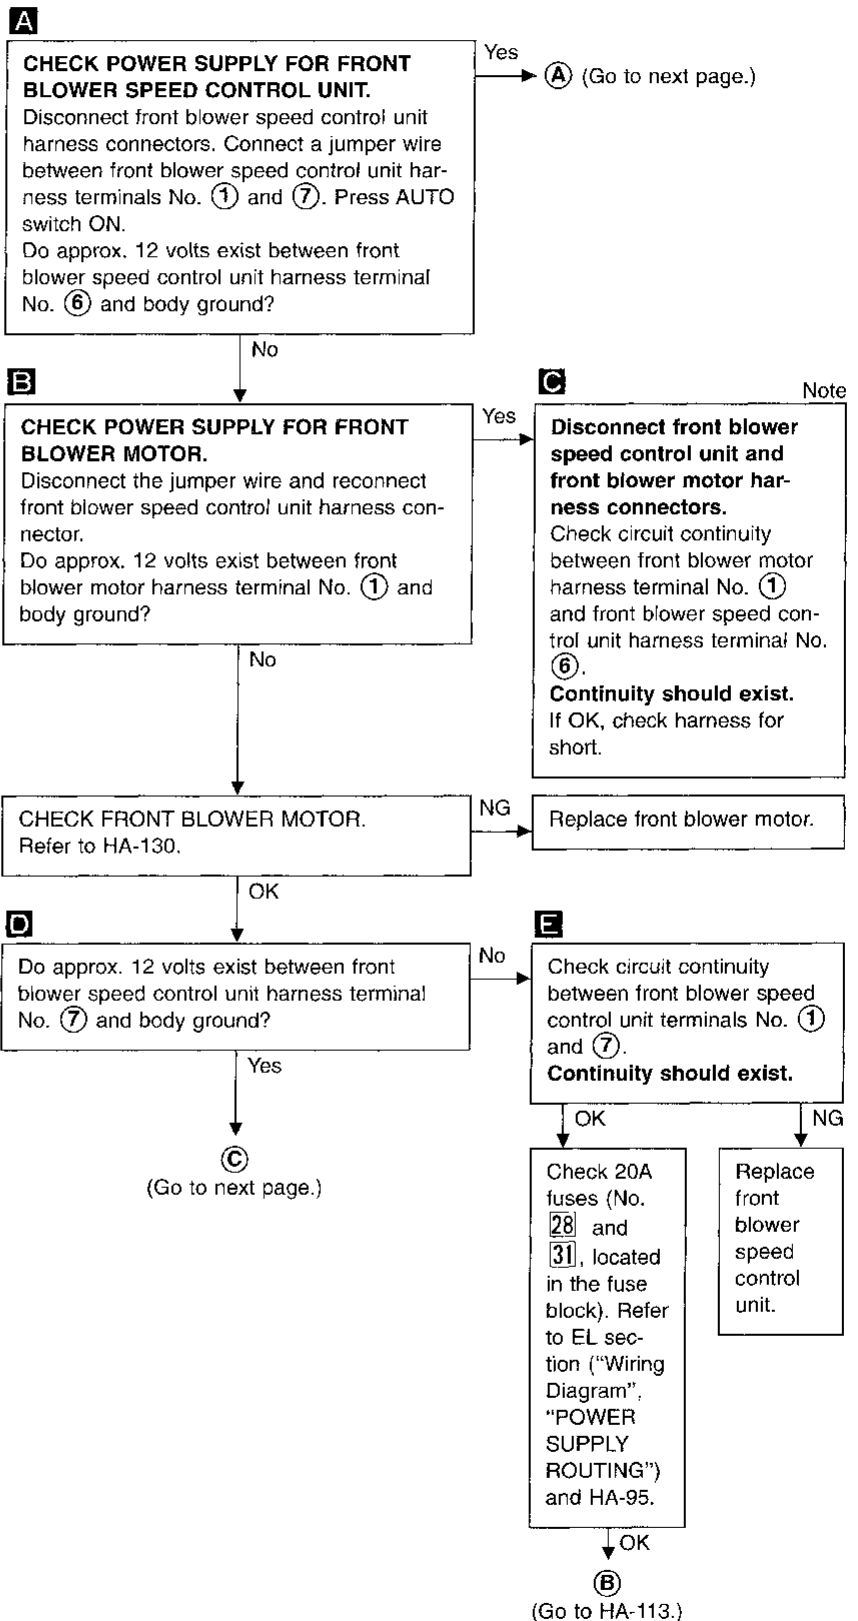 A
CHECK POWER SUPPLY FOR FRONT
BLOWER SPEED CONTROL UNIT.
Disconnect front blower speed control unit
harness connectors. Connect a jumper wire
between front blower speed control unit har-
ness terminals No. ① and ⑦. Press AUTO
switch ON.
Do approx. 12 volts exist between front
blower speed control unit harness terminal
No. ⑥ and body ground?
Yes
Ⓐ (Go to next page.)
No
B
CHECK POWER SUPPLY FOR FRONT
BLOWER MOTOR.
Disconnect the jumper wire and reconnect
front blower speed control unit harness con-
nector.
Do approx. 12 volts exist between front
blower motor harness terminal No. ① and
body ground?
Yes
C
Note
Disconnect front blower
speed control unit and
front blower motor har-
ness connectors.
Check circuit continuity
between front blower motor
harness terminal No. ①
and front blower speed con-
trol unit harness terminal No.
⑥.
Continuity should exist.
If OK, check harness for
short.
No
CHECK FRONT BLOWER MOTOR.
Refer to HA-130.
NG
Replace front blower motor.
OK
D
Do approx. 12 volts exist between front
blower speed control unit harness terminal
No. ⑦ and body ground?
No
E
Check circuit continuity
between front blower speed
control unit terminals No. ①
and ⑦.
Continuity should exist.
Yes
Ⓒ
(Go to next page.)
OK
Check 20A
fuses (No.
28 and
31, located
in the fuse
block). Refer
to EL sec-
tion ("Wiring
Diagram",
"POWER
SUPPLY
ROUTING")
and HA-95.
NG
Replace
front
blower
speed
control
unit.
OK
Ⓑ
(Go to HA-113.)